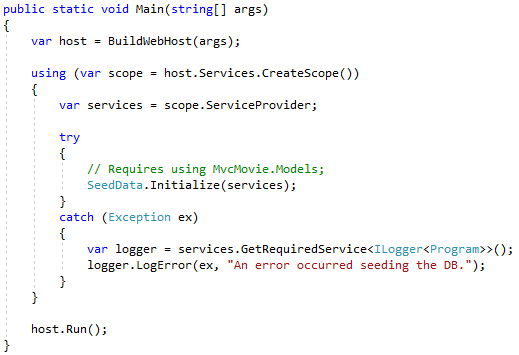 public static void Main(string[] args)
{
    var host = BuildWebHost(args);
    using (var scope = host.Services.CreateScope())
    {
        var services = scope.ServiceProvider;
        try
        {
            // Requires using MvcMovie.Models;
            SeedData.Initialize(services);
        }
        catch (Exception ex)
        {
            var logger = services.GetRequiredService<ILogger<Program>>();
            logger.LogError(ex, "An error occurred seeding the DB.");
        }
    }
    host.Run();
}